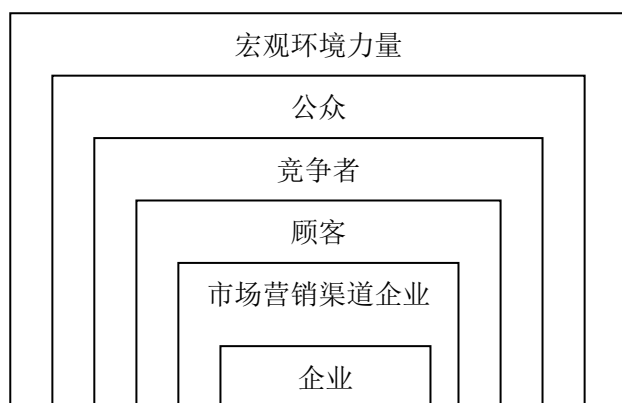 宏观环境力量
公众
竞争者
顾客
市场营销渠道企业
企业